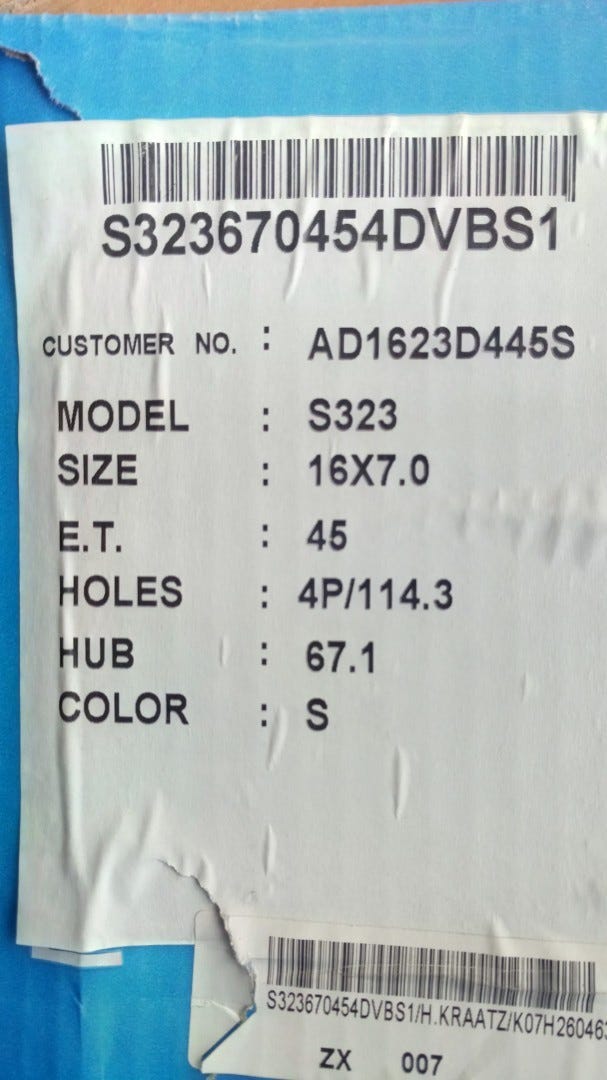 S323670454DVBS1
CUSTOMER NO. : AD1623D445S
MODEL : S323
SIZE : 16X7.0
E.T. : 45
HOLES : 4P/114.3
HUB : 67.1
COLOR : S
S323670454DVBS1/H.KRAATZ/K07H260463
ZX 007